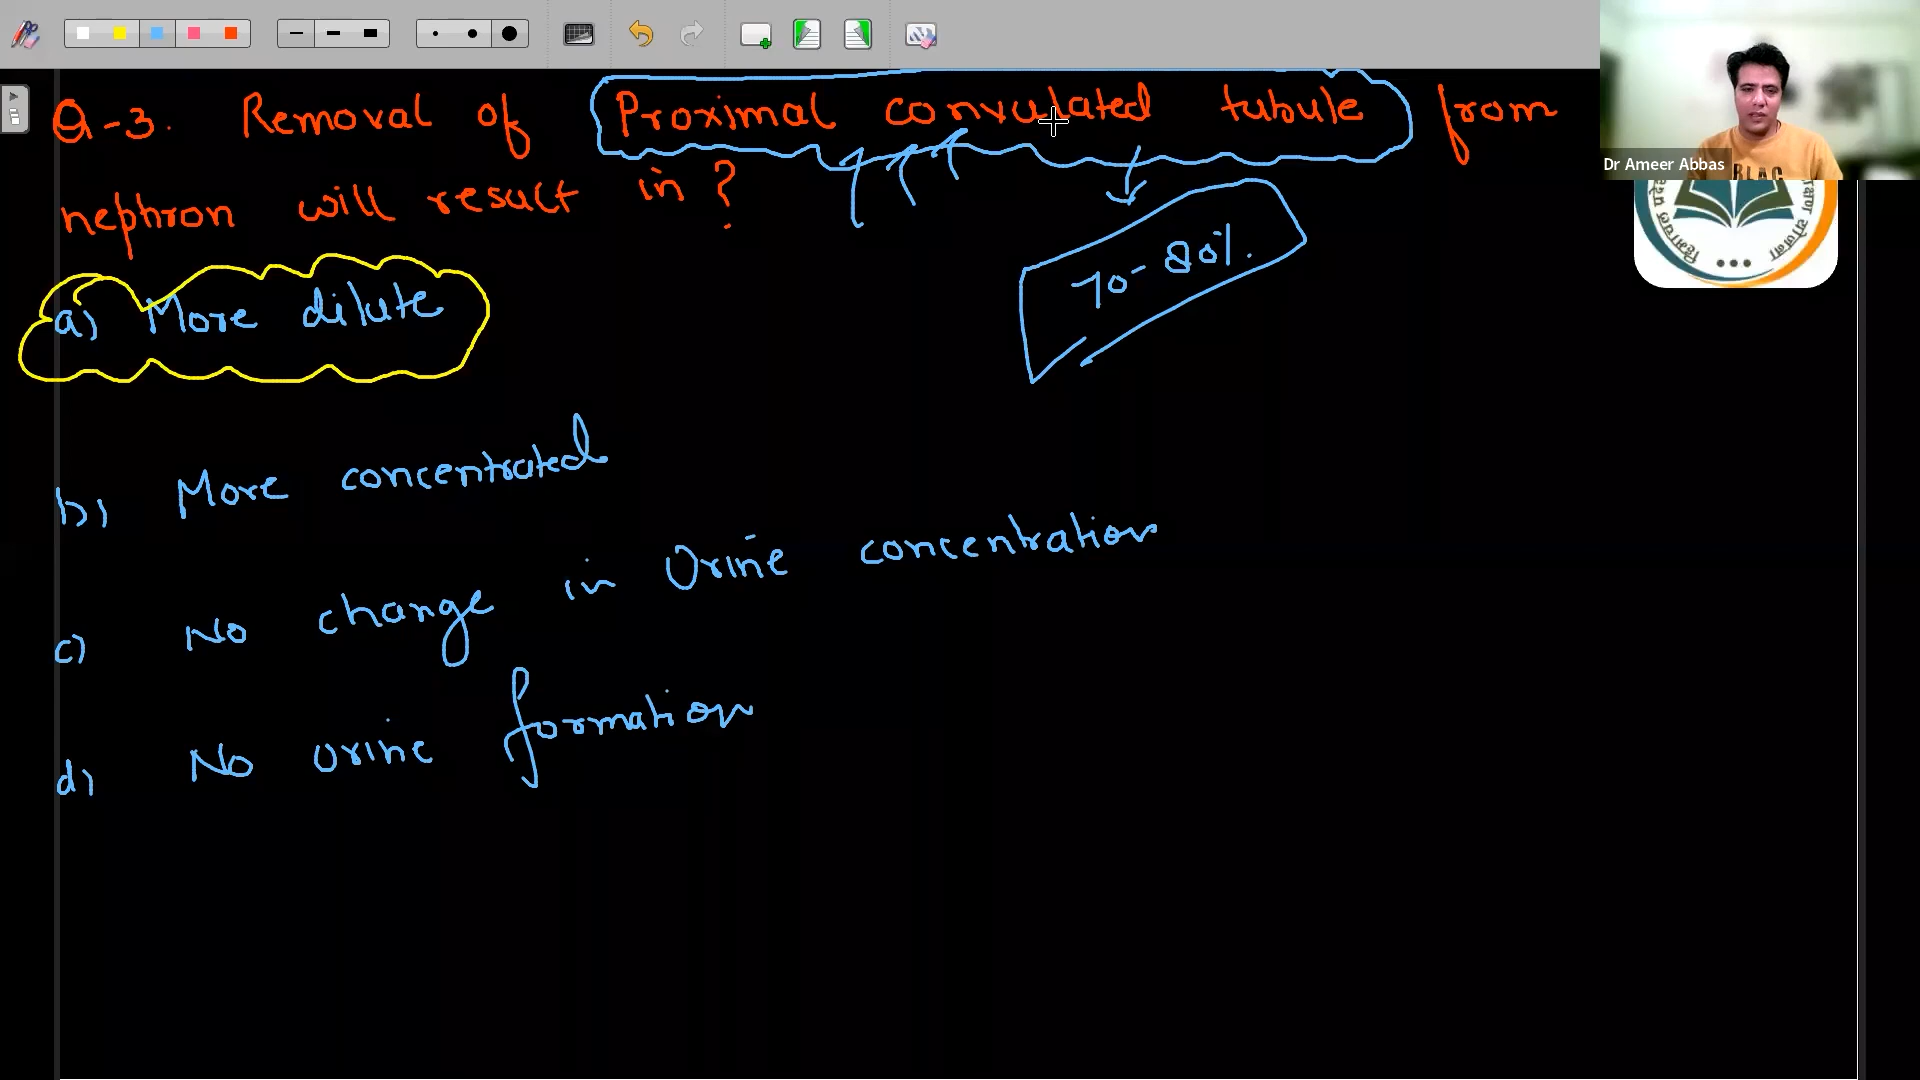 Q-3. Removal of Proximal convulated tubule from
nephron will result in ?
70-80%.
a) More dilute
b) More concentrated
c) No change in Urine concentration
d) No urine formation
Dr Ameer Abbas